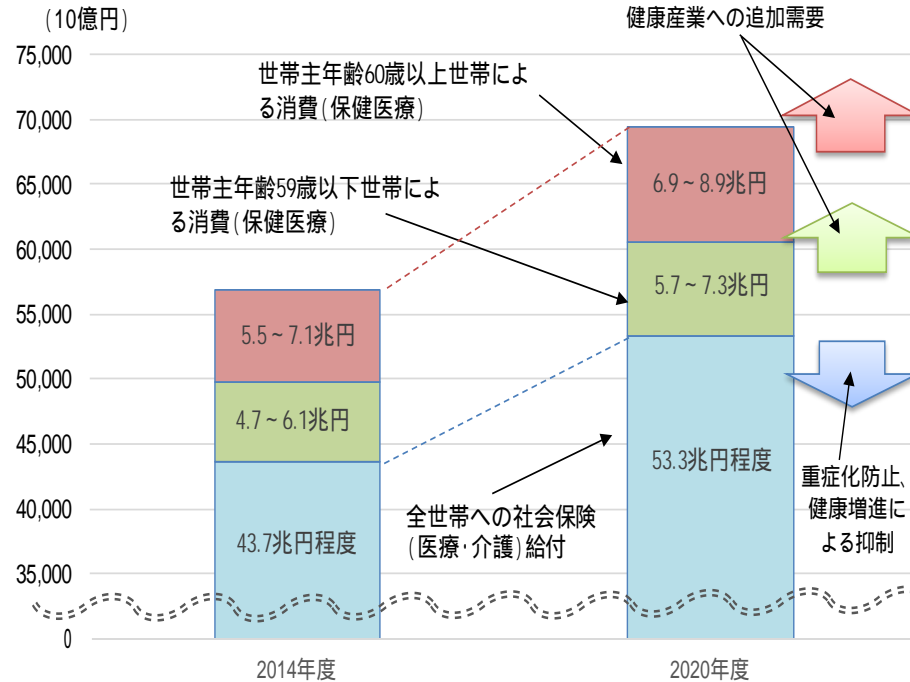 (10億円)
健康産業への追加需要
75,000
70,000
65,000
60,000
55,000
50,000
45,000
40,000
35,000
0
世帯主年齢60歳以上世帯によ
る消費(保健医療)
世帯主年齢59歳以下世帯によ
る消費(保健医療)
6.9～8.9兆円
5.7～7.3兆円
5.5～7.1兆円
4.7～6.1兆円
43.7兆円程度
53.3兆円程度
全世帯への社会保険
(医療･介護)給付
重症化防止、
健康増進に
よる抑制
2014年度
2020年度